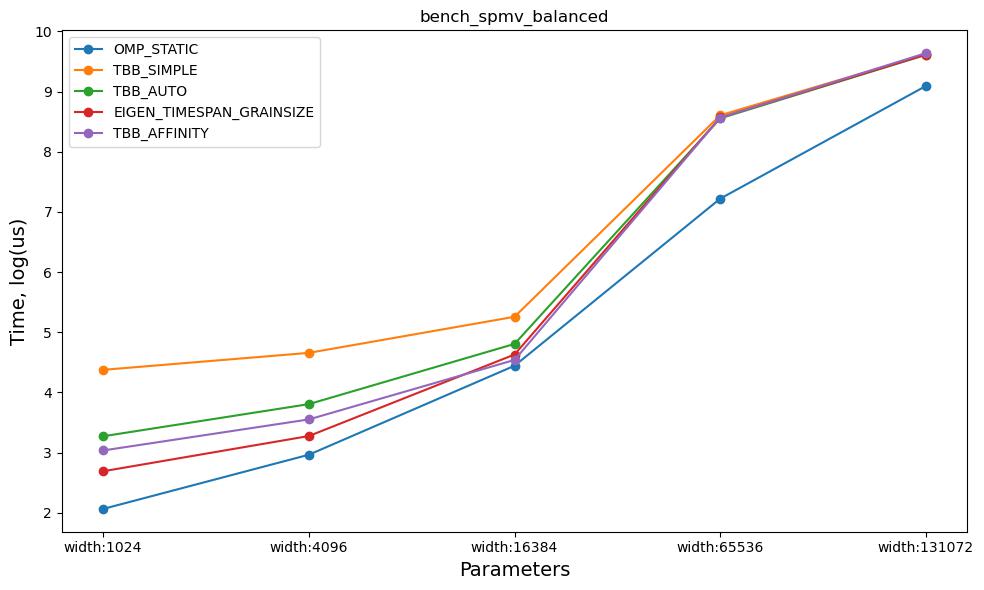 bench_spmv_balanced
OMP_STATIC
TBB_SIMPLE
TBB_AUTO
EIGEN_TIMESPAN_GRAINSIZE
TBB_AFFINITY
Time, log(us)
10
9
8
7
6
5
4
3
2
width:1024 width:4096 width:16384 width:65536 width:131072
Parameters